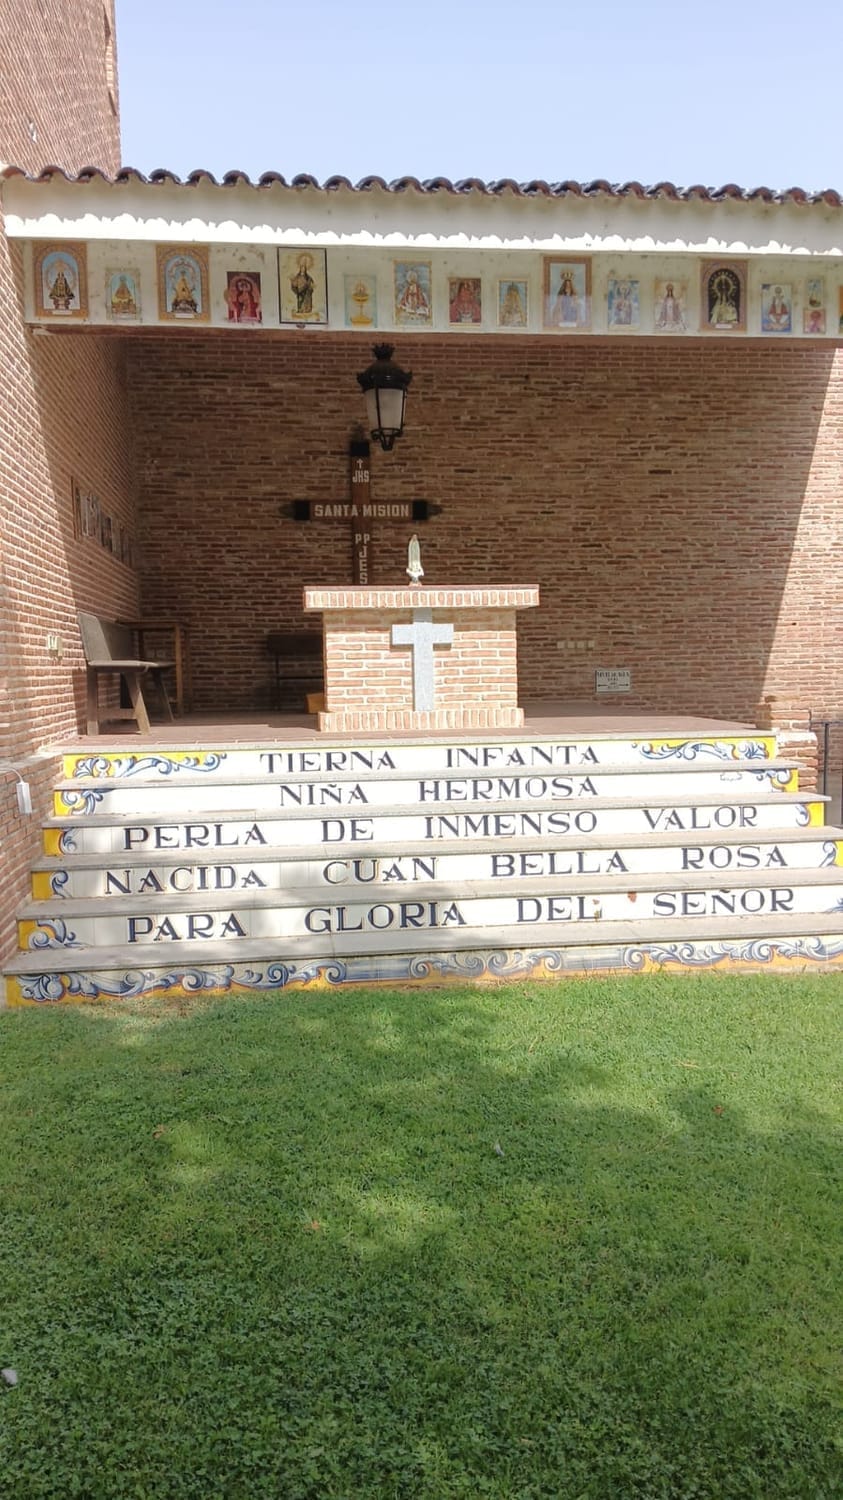 JHS
SANTA MISION
PP
JES
TIERNA INFANTA
NIÑA HERMOSA
PERLA DE INMENSO VALOR
NACIDA CUÁN BELLA ROSA
PARA GLORIA DEL SEÑOR